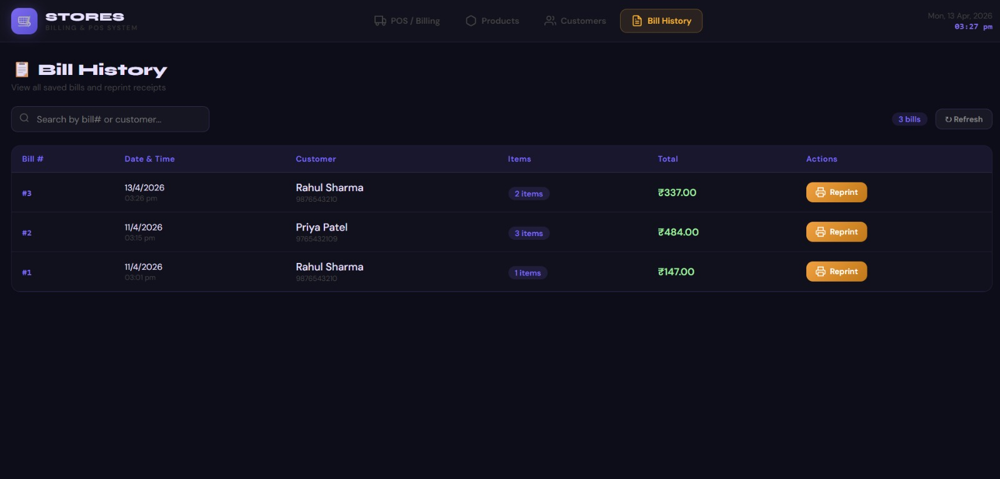 STORES
BILLING & POS SYSTEM
POS / Billing
Products
Customers
Bill History
Mon, 13 Apr, 2026
03:27 pm
Bill History
View all saved bills and reprint receipts
Search by bill# or customer...
3 bills
↻ Refresh
Bill # Date & Time Customer Items Total Actions
#3 13/4/2026 Rahul Sharma 2 items ₹337.00 Reprint
03:26 pm 9876543210
#2 11/4/2026 Priya Patel 3 items ₹484.00 Reprint
03:15 pm 9765432109
#1 11/4/2026 Rahul Sharma 1 items ₹147.00 Reprint
03:01 pm 9876543210